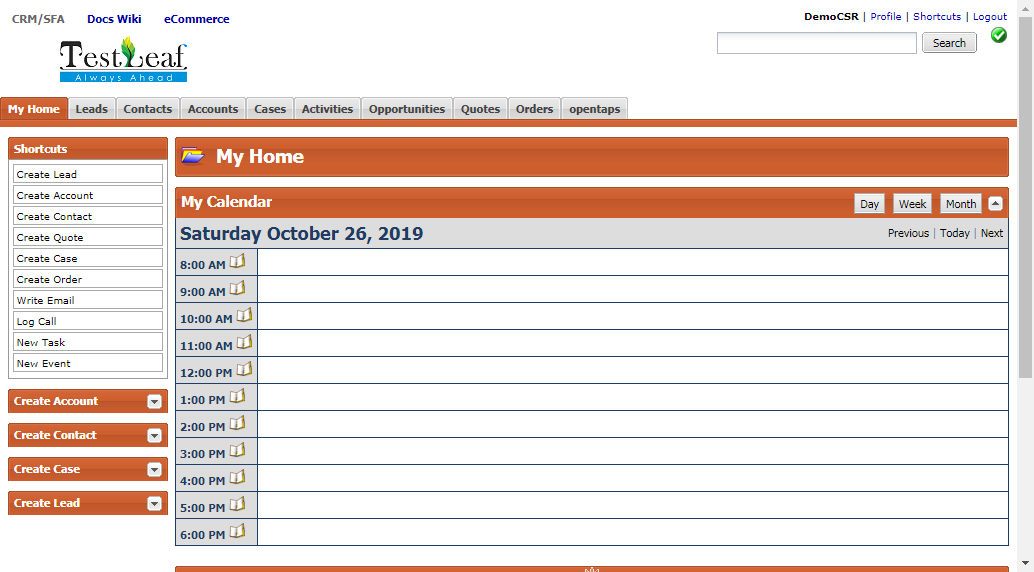 CRM/SFA Docs Wiki eCommerce
DemoCSR | Profile | Shortcuts | Logout
TestLeaf
Always Ahead
Search
My Home Leads Contacts Accounts Cases Activities Opportunities Quotes Orders opentaps
Shortcuts
Create Lead
Create Account
Create Contact
Create Quote
Create Case
Create Order
Write Email
Log Call
New Task
New Event
Create Account
Create Contact
Create Case
Create Lead
My Home
My Calendar Day Week Month
Saturday October 26, 2019 Previous | Today | Next
8:00 AM
9:00 AM
10:00 AM
11:00 AM
12:00 PM
1:00 PM
2:00 PM
3:00 PM
4:00 PM
5:00 PM
6:00 PM